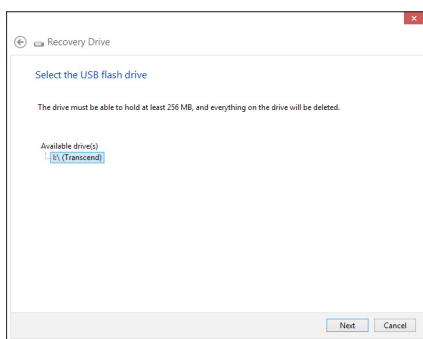 Recovery Drive
Select the USB flash drive
The drive must be able to hold at least 256 MB, and everything on the drive will be deleted.
Available drive(s)
I:\ (Transcend)
Next
Cancel